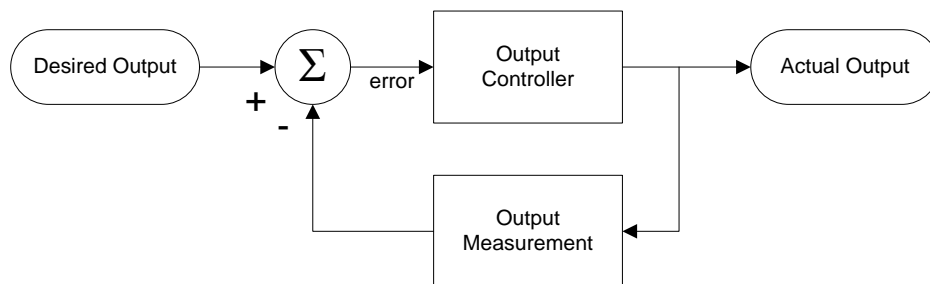 Desired Output
Σ
+
-
error
Output
Controller
Actual Output
Output
Measurement